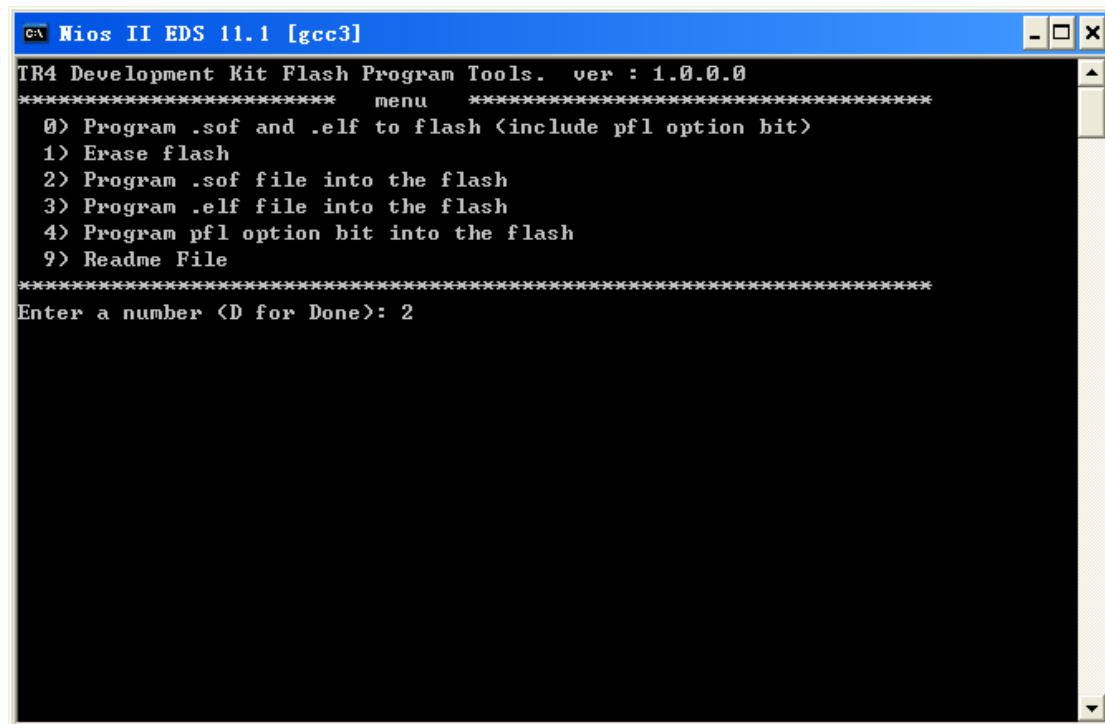 Nios II EDS 11.1 [gcc3]
TR4 Development Kit Flash Program Tools.  ver : 1.0.0.0
************************   menu   ***********************************
  0) Program .sof and .elf to flash (include pfl option bit)
  1) Erase flash
  2) Program .sof file into the flash
  3) Program .elf file into the flash
  4) Program pfl option bit into the flash
  9) Readme File
*********************************************************************
Enter a number (D for Done): 2